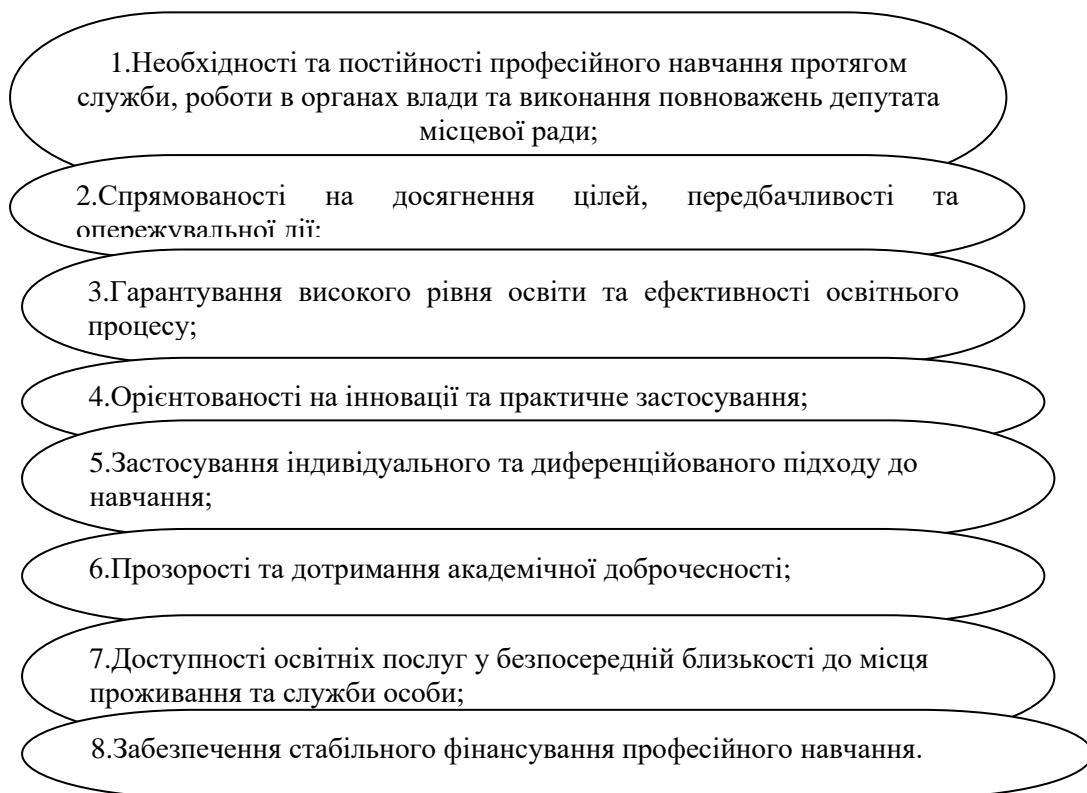 1.Необхідності та постійності професійного навчання протягом
служби, роботи в органах влади та виконання повноважень депутата
місцевої ради;
2.Спрямованості на досягнення цілей, передбачливості та
опережувальної дії;
3.Гарантування високого рівня освіти та ефективності освітнього
процесу;
4.Орієнтованості на інновації та практичне застосування;
5.Застосування індивідуального та диференційованого підходу до
навчання;
6.Прозорості та дотримання академічної доброчесності;
7.Доступності освітніх послуг у безпосередній близькості до місця
проживання та служби особи;
8.Забезпечення стабільного фінансування професійного навчання.